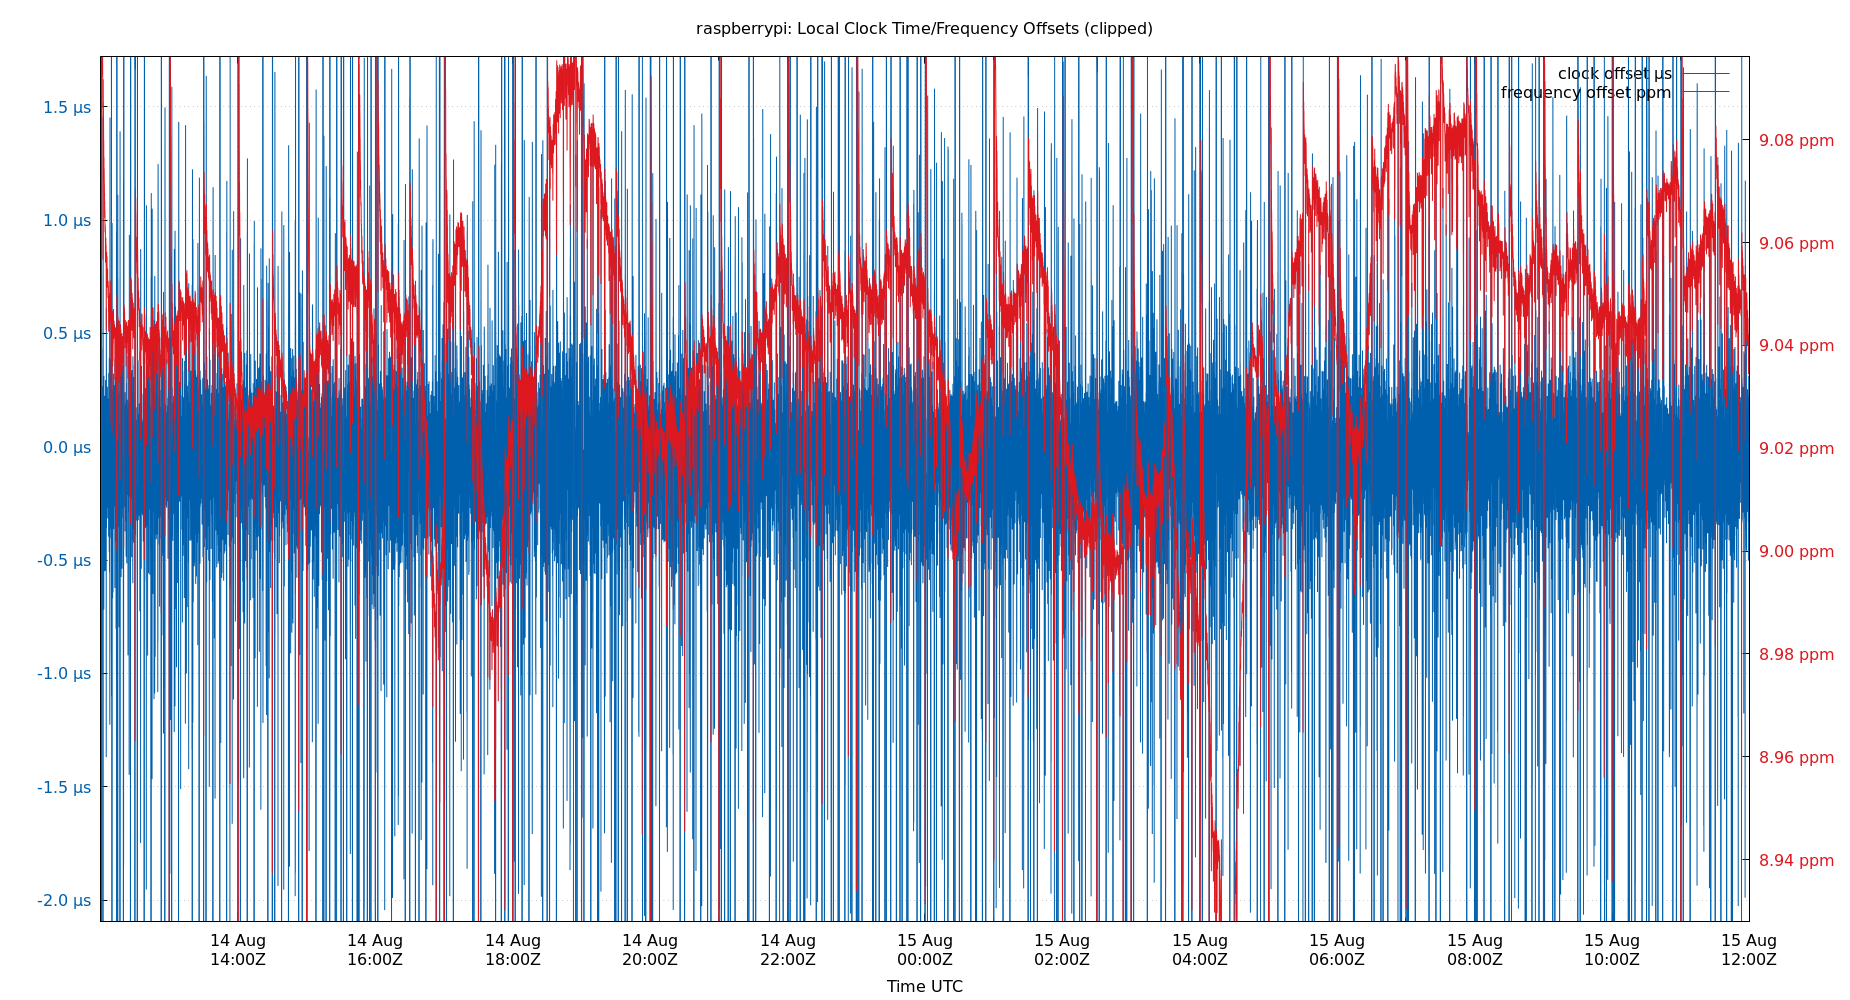 raspberrypi: Local Clock Time/Frequency Offsets (clipped)
clock offset µs
frequency offset ppm
1.5 µs
1.0 µs
0.5 µs
0.0 µs
-0.5 µs
-1.0 µs
-1.5 µs
-2.0 µs
9.08 ppm
9.06 ppm
9.04 ppm
9.02 ppm
9.00 ppm
8.98 ppm
8.96 ppm
8.94 ppm
14 Aug 14 Aug 14 Aug 14 Aug 14 Aug 15 Aug 15 Aug 15 Aug 15 Aug 15 Aug 15 Aug 15 Aug
14:00Z 16:00Z 18:00Z 20:00Z 22:00Z 00:00Z 02:00Z 04:00Z 06:00Z 08:00Z 10:00Z 12:00Z
Time UTC